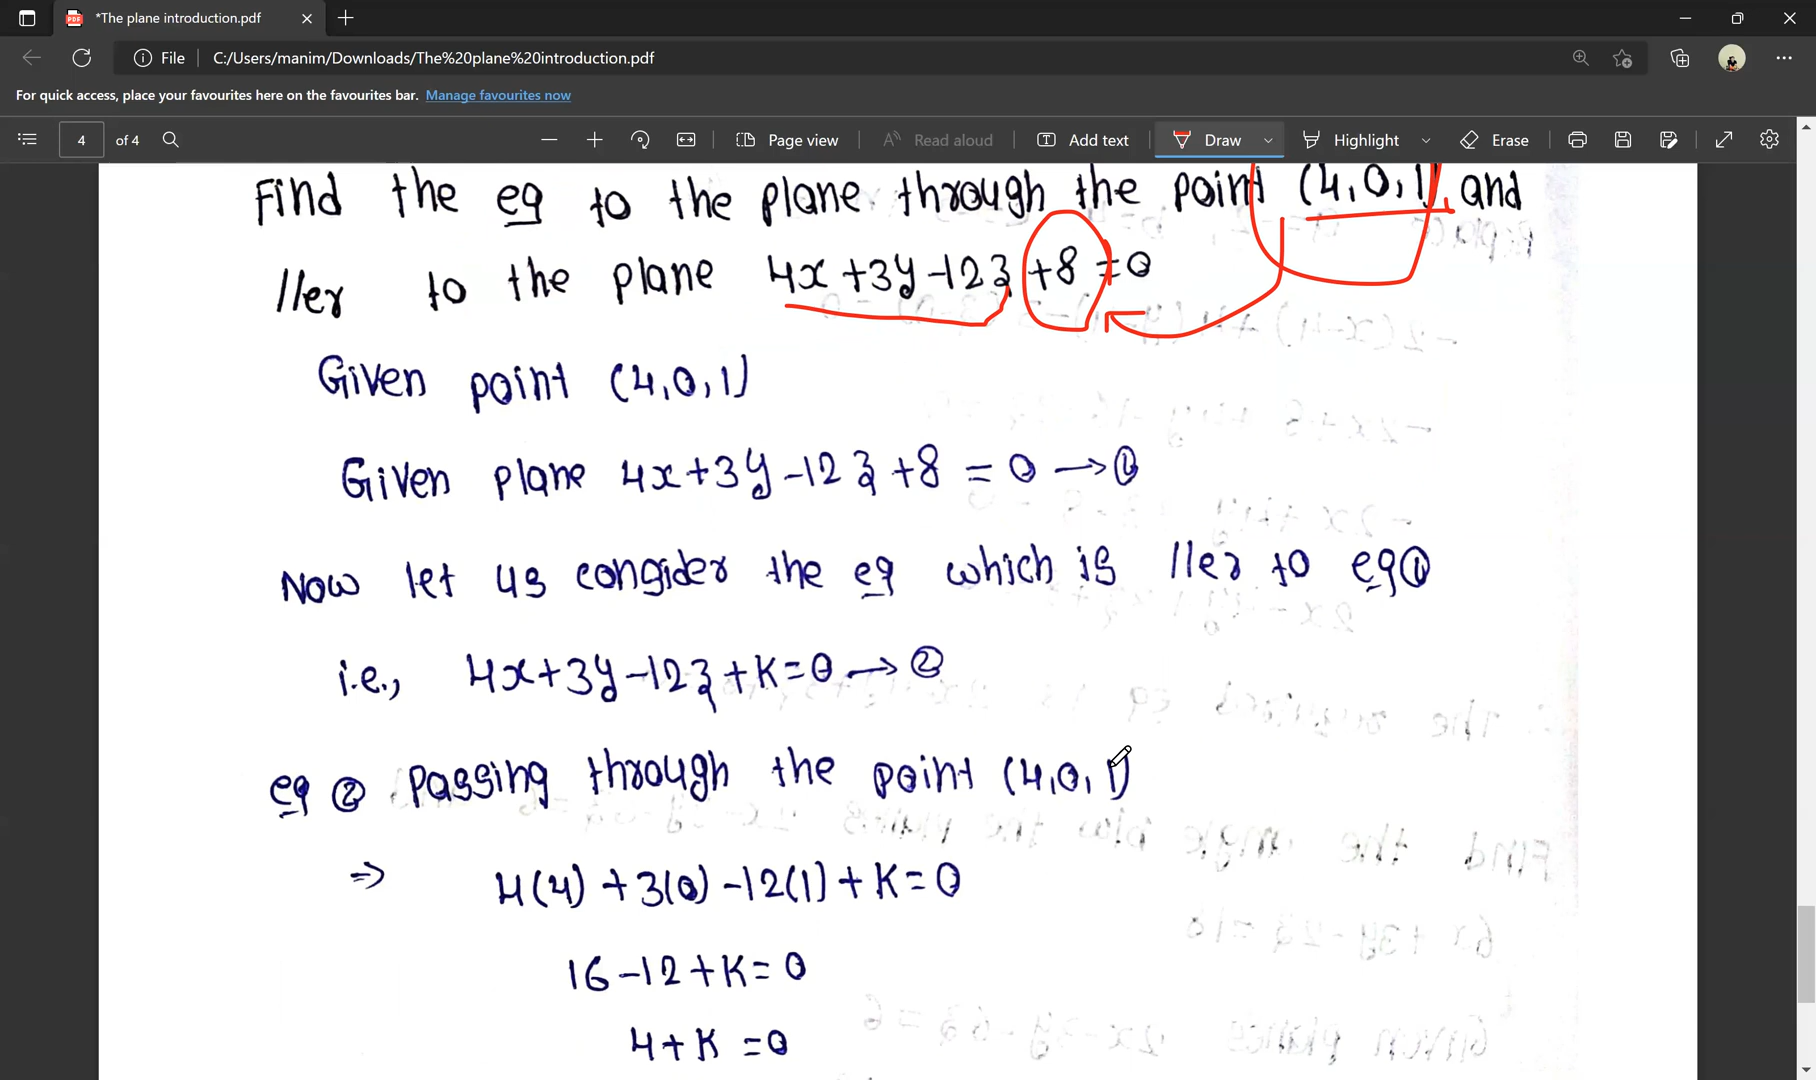 *The plane introduction.pdf
File C:/Users/manim/Downloads/The%20plane%20introduction.pdf
For quick access, place your favourites here on the favourites bar. Manage favourites now
4 of 4 Page view Read aloud Add text Draw Highlight Erase
Find the eq to the plane through the point (4,0,1) and
ller to the plane 4x+3y-12z+8=0
Given point (4,0,1)
Given plane 4x+3y-12z+8=0→①
Now let us consider the eq which is ller to eq①
i.e., 4x+3y-12z+K=0→②
eq ② Passing through the point (4,0,1)
⇒ 4(4)+3(0)-12(1)+K=0
16-12+K=0
4+K=0